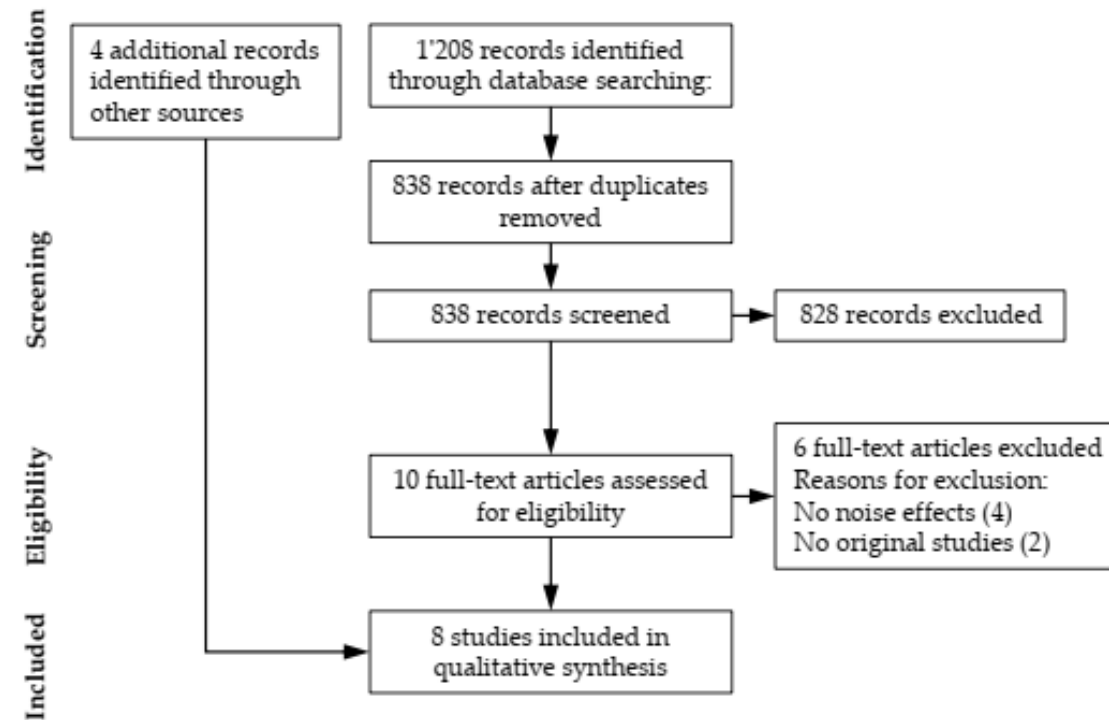 Identification
4 additional records
identified through
other sources
1'208 records identified
through database searching:
838 records after duplicates
removed
Screening
838 records screened
828 records excluded
Eligibility
10 full-text articles assessed
for eligibility
6 full-text articles excluded
Reasons for exclusion:
No noise effects (4)
No original studies (2)
Included
8 studies included in
qualitative synthesis